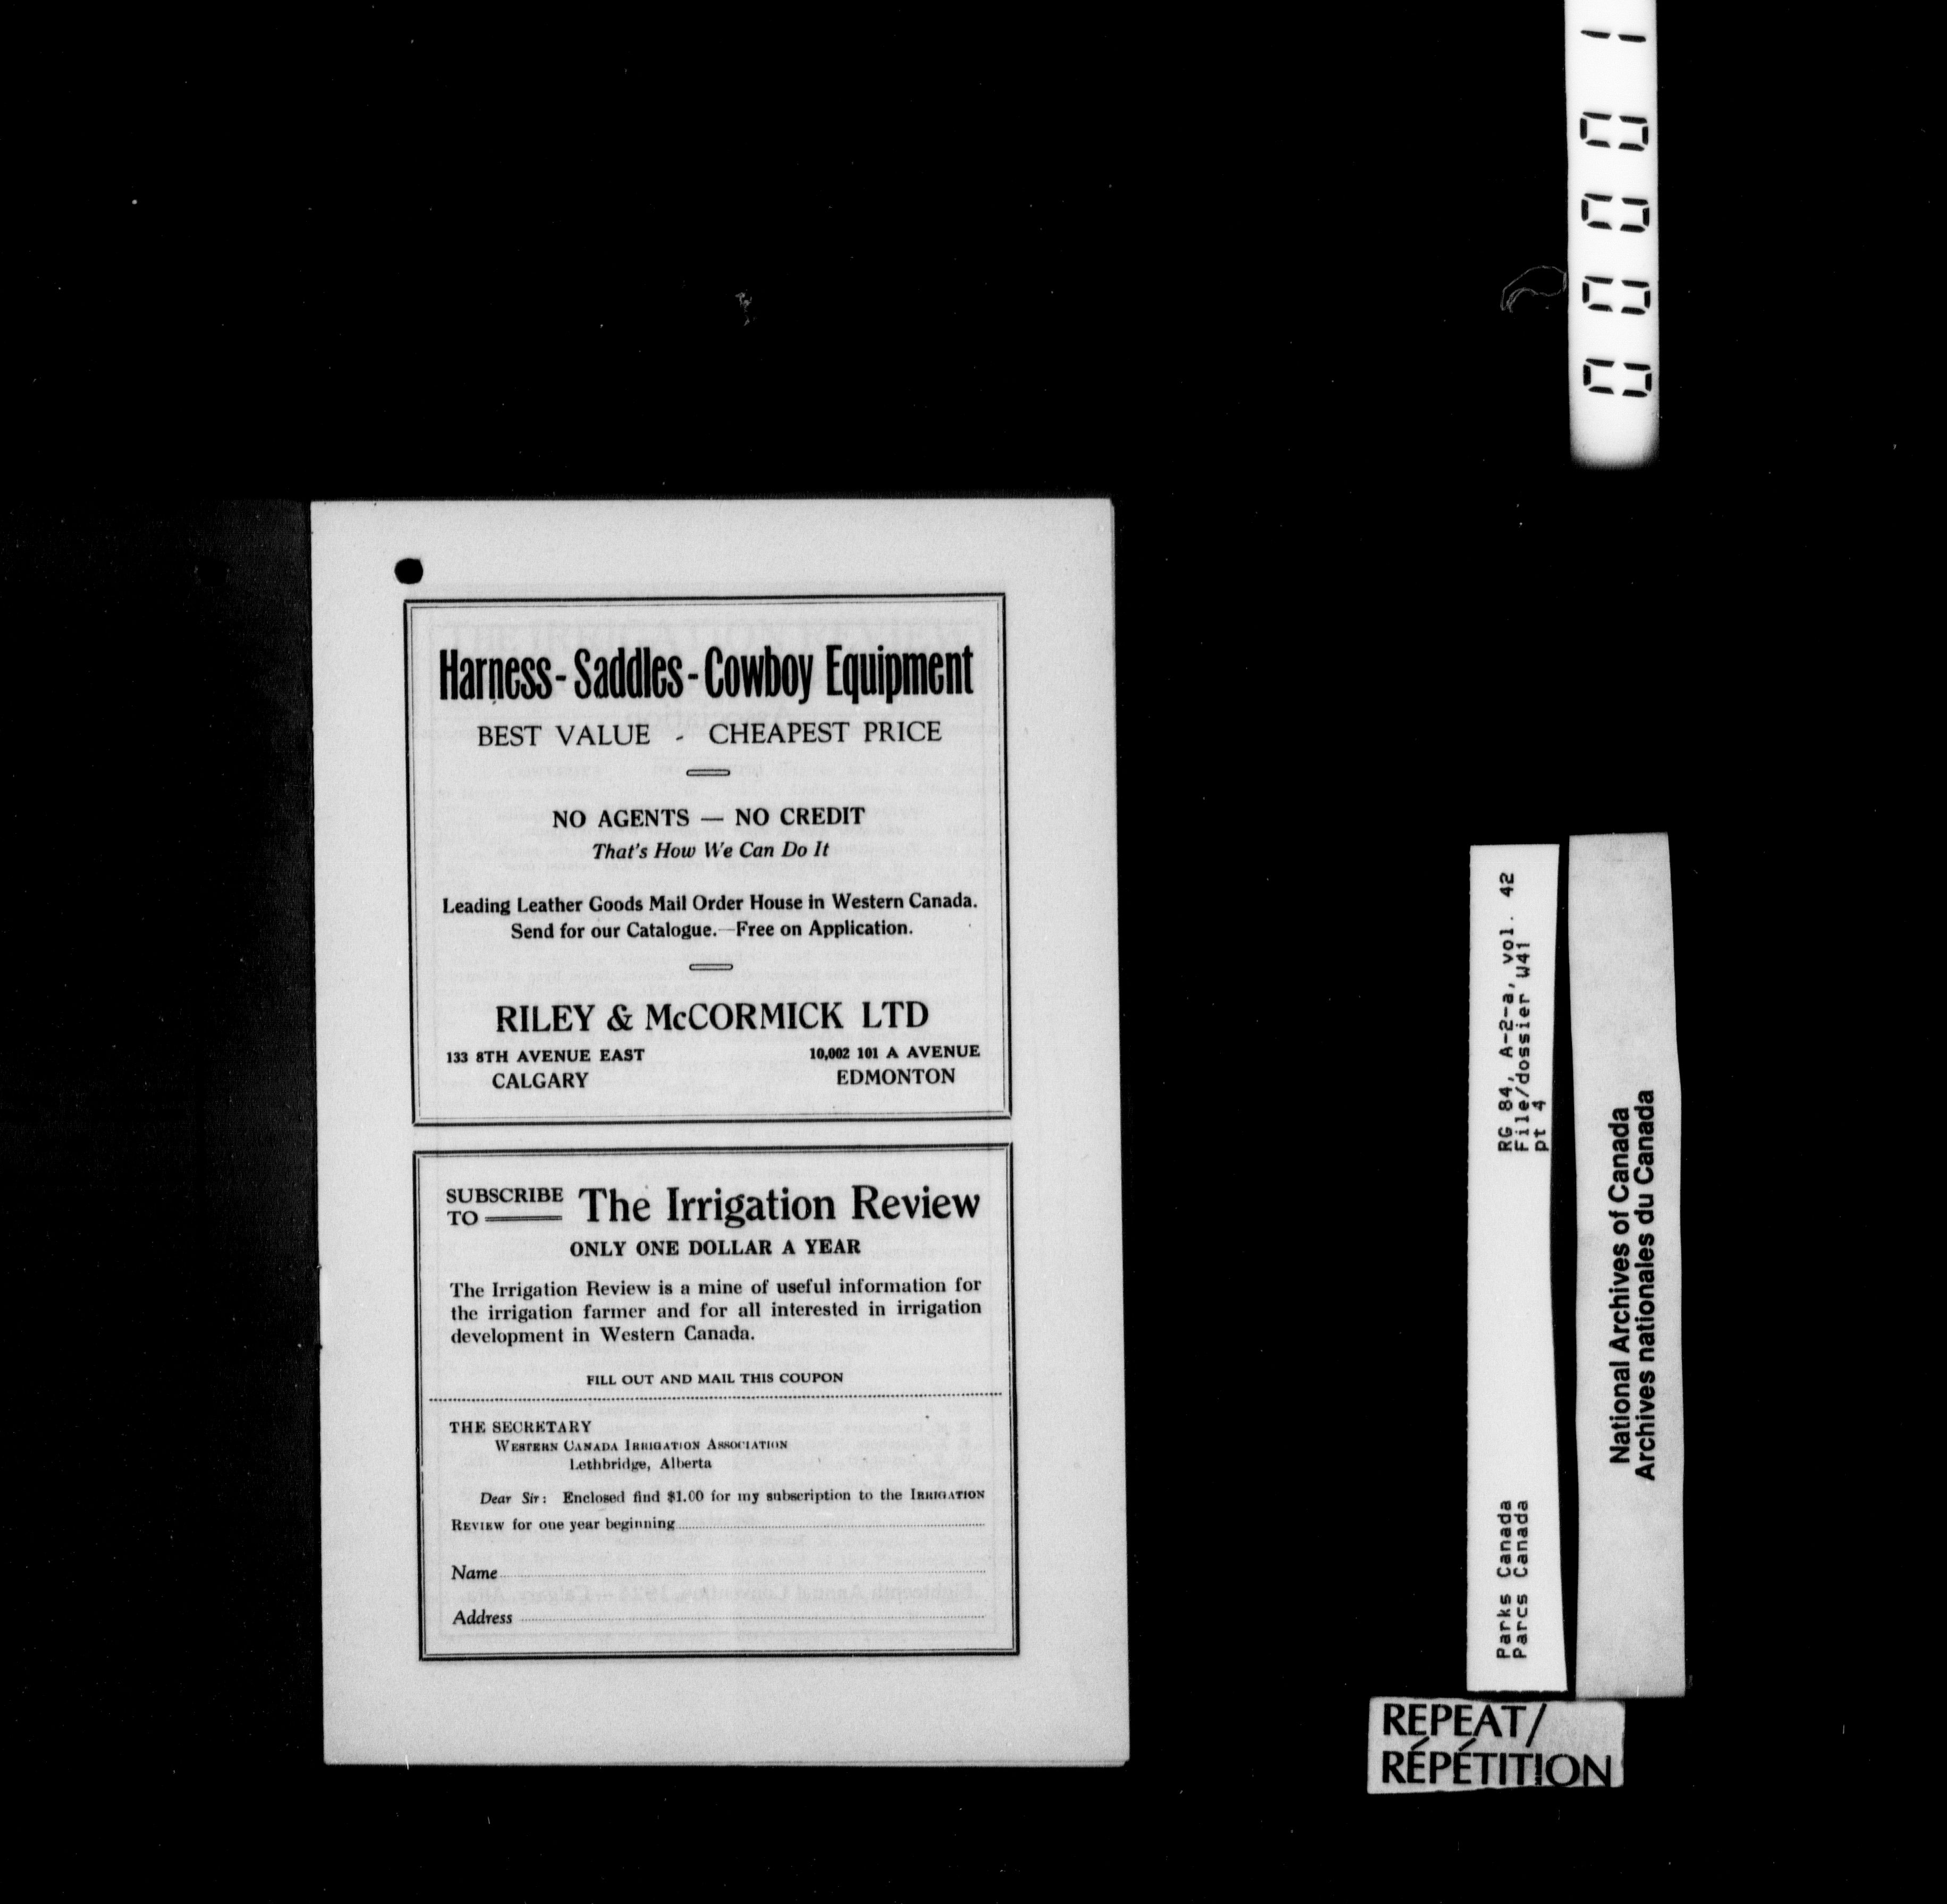 Harness - Saddles - Cowboy Equipment
BEST VALUE - CHEAPEST PRICE
NO AGENTS — NO CREDIT
That's How We Can Do It
Leading Leather Goods Mail Order House in Western Canada.
Send for our Catalogue.—Free on Application.
RILEY & McCORMICK LTD
133 8TH AVENUE EAST
CALGARY
10,002 101 A AVENUE
EDMONTON
SUBSCRIBE
TO
The Irrigation Review
ONLY ONE DOLLAR A YEAR
The Irrigation Review is a mine of useful information for
the irrigation farmer and for all interested in irrigation
development in Western Canada.
FILL OUT AND MAIL THIS COUPON
THE SECRETARY
WESTERN CANADA IRRIGATION ASSOCIATION
Lethbridge, Alberta
Dear Sir: Enclosed find $1.00 for my subscription to the IRRIGATION
REVIEW for one year beginning
Name
Address
00001
RG 84, A-2-a, vol. 42
File/dossier W41
pt 4
Parks Canada
Parcs Canada
National Archives of Canada
Archives nationales du Canada
REPEAT/
RÉPÉTITION